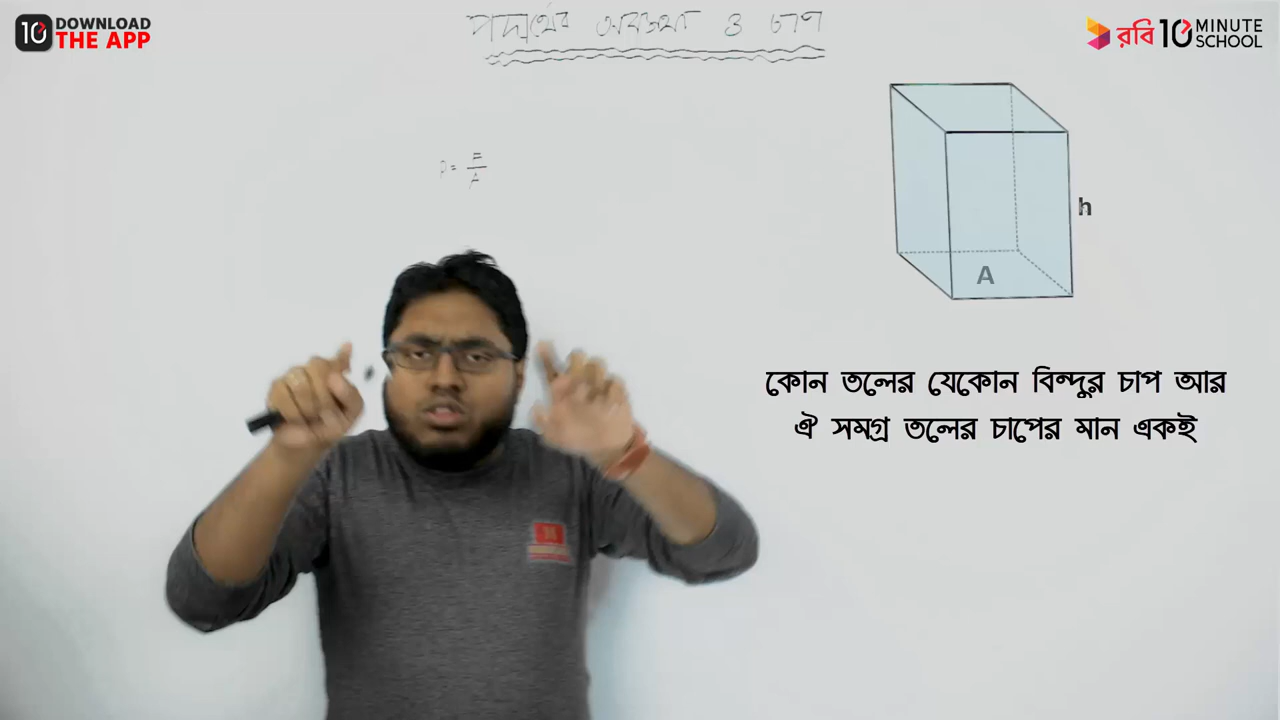 10 DOWNLOAD
THE APP
পদার্থের অবস্থা ও চাপ
রবি 10 MINUTE
SCHOOL
P = F
A
h
A
কোন তলের যেকোন বিন্দুর চাপ আর
ঐ সমগ্র তলের চাপের মান একই